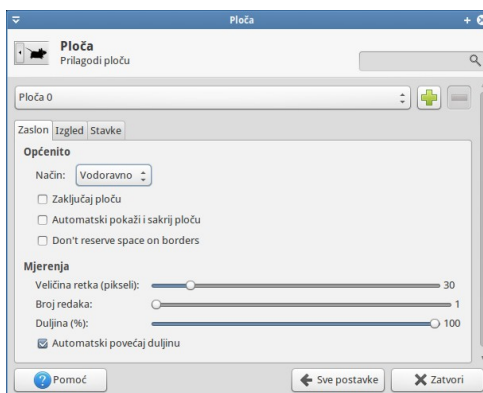 Ploča
Ploča
Prilagodi ploču
Ploča 0
Zaslon Izgled Stavke
Općenito
Način: Vodoravno
Zaključaj ploču
Automatski pokaži i sakrij ploču
Don't reserve space on borders
Mjerenja
Veličina retka (pikseli): 30
Broj redaka: 1
Duljina (%): 100
Automatski povećaj duljinu
Pomoć Sve postavke Zatvori